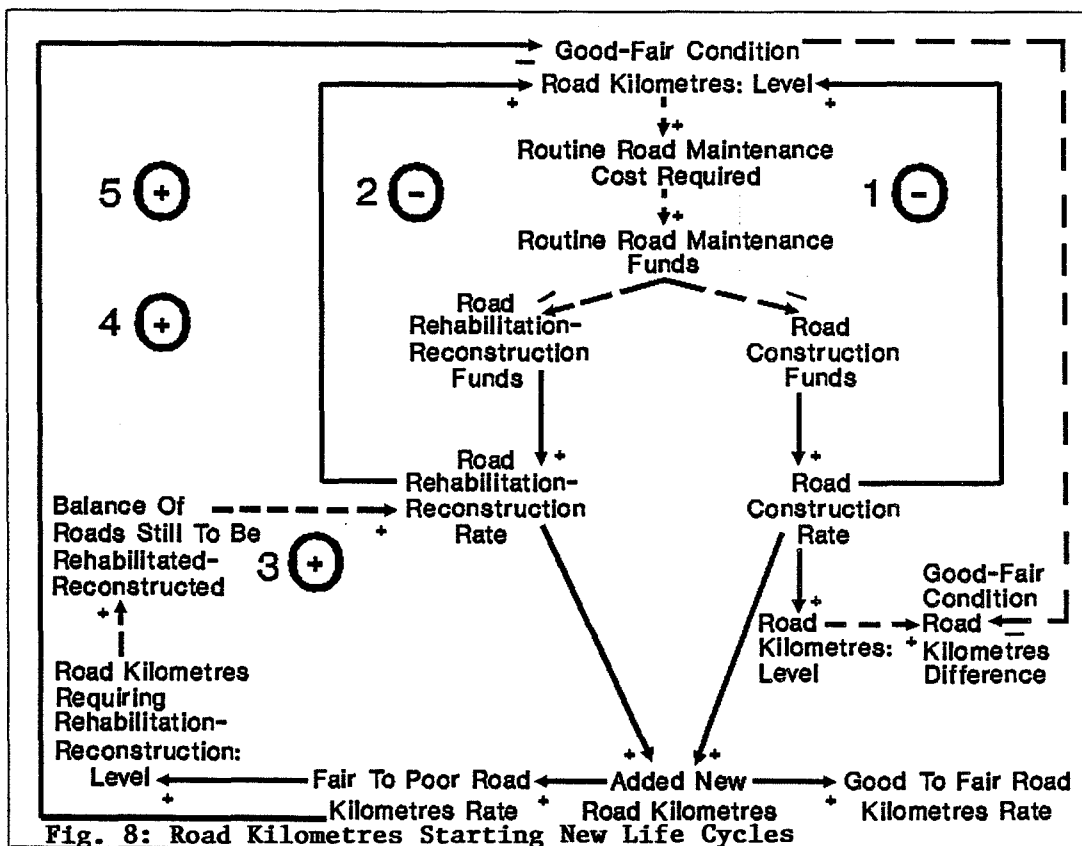 Good-Fair Condition
Road Kilometres: Level
Routine Road Maintenance
Cost Required
Routine Road Maintenance
Funds
5 +
2 -
1 -
4 +
Road
Rehabilitation-
Reconstruction
Funds
Road
Construction
Funds
Road
Rehabilitation-
Reconstruction
Rate
Road
Construction
Rate
Balance Of
Roads Still To Be
Rehabilitated-
Reconstructed
3 +
Good-Fair
Condition
Road
Kilometres
Difference
Road
Kilometres:
Level
Road Kilometres
Requiring
Rehabilitation-
Reconstruction:
Level
Fair To Poor Road
Kilometres Rate
Added New
Road Kilometres
Good To Fair Road
Kilometres Rate
Fig. 8: Road Kilometres Starting New Life Cycles